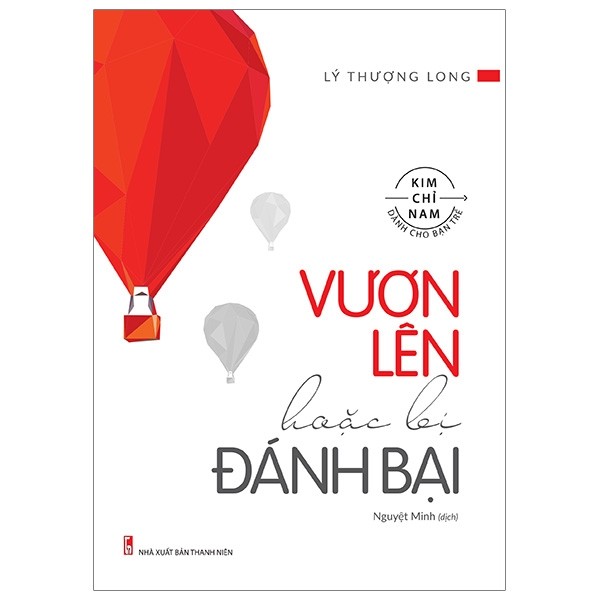 LÝ THƯỢNG LONG
KIM
CHỈ
NAM
DÀNH CHO BẠN TRẺ
VƯƠN
LÊN
hoặc bị
ĐÁNH BẠI
Nguyệt Minh (dịch)
NHÀ XUẤT BẢN THANH NIÊN